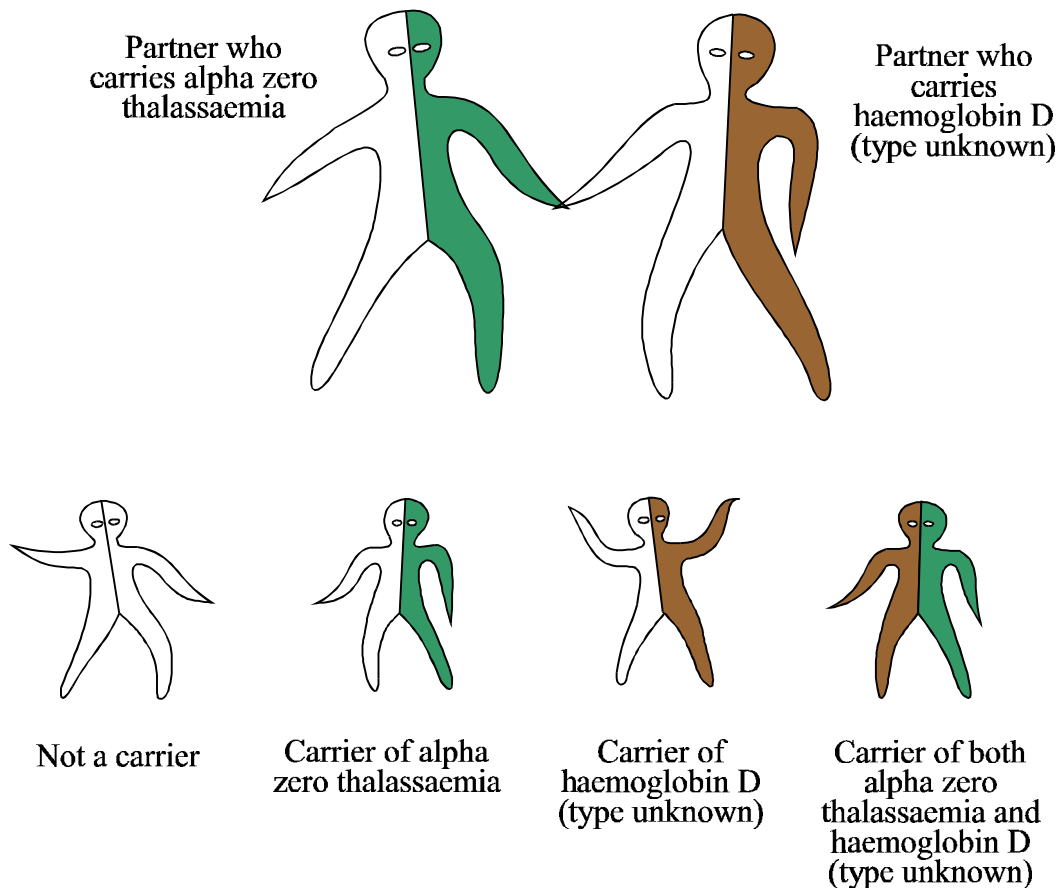 Partner who
carries alpha zero
thalassaemia
Partner who
carries
haemoglobin D
(type unknown)
Not a carrier
Carrier of alpha
zero thalassaemia
Carrier of
haemoglobin D
(type unknown)
Carrier of both
alpha zero
thalassaemia and
haemoglobin D
(type unknown)